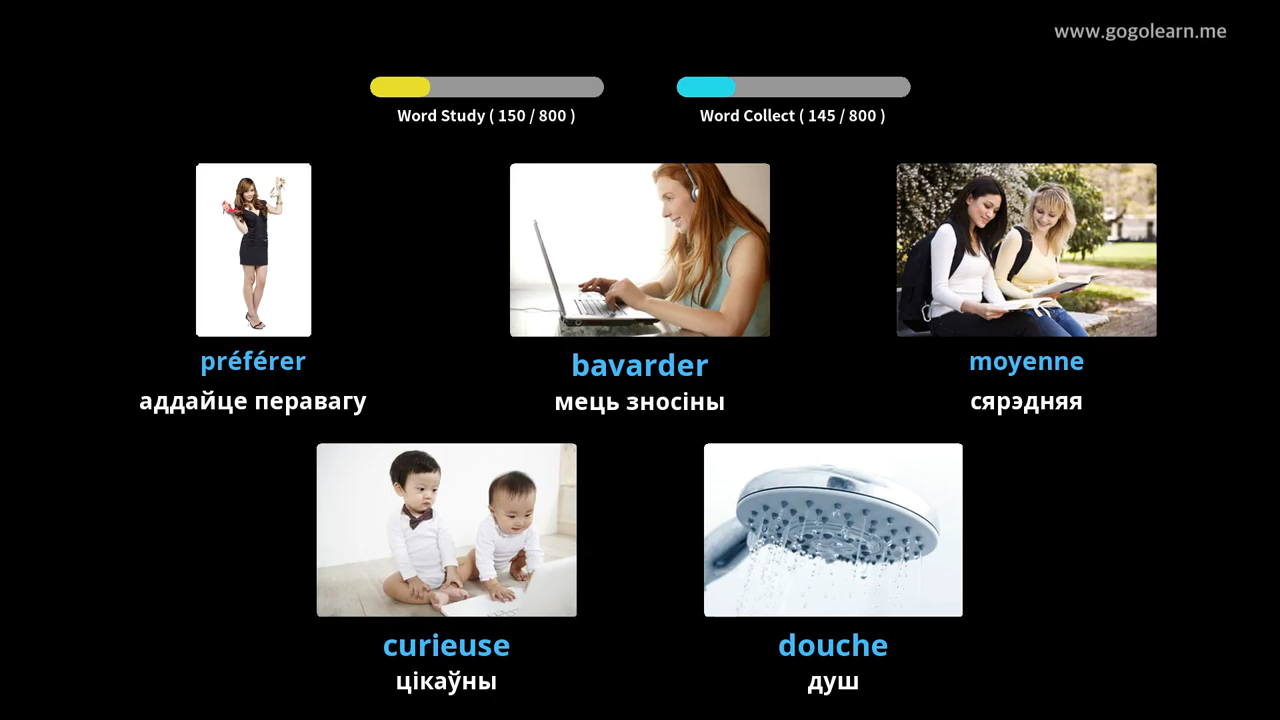 www.gogolearn.me
Word Study ( 150 / 800 )
Word Collect ( 145 / 800 )
préférer
аддайце перавагу
bavarder
мець зносіны
moyenne
сярэдняя
curieuse
цікаўны
douche
душ